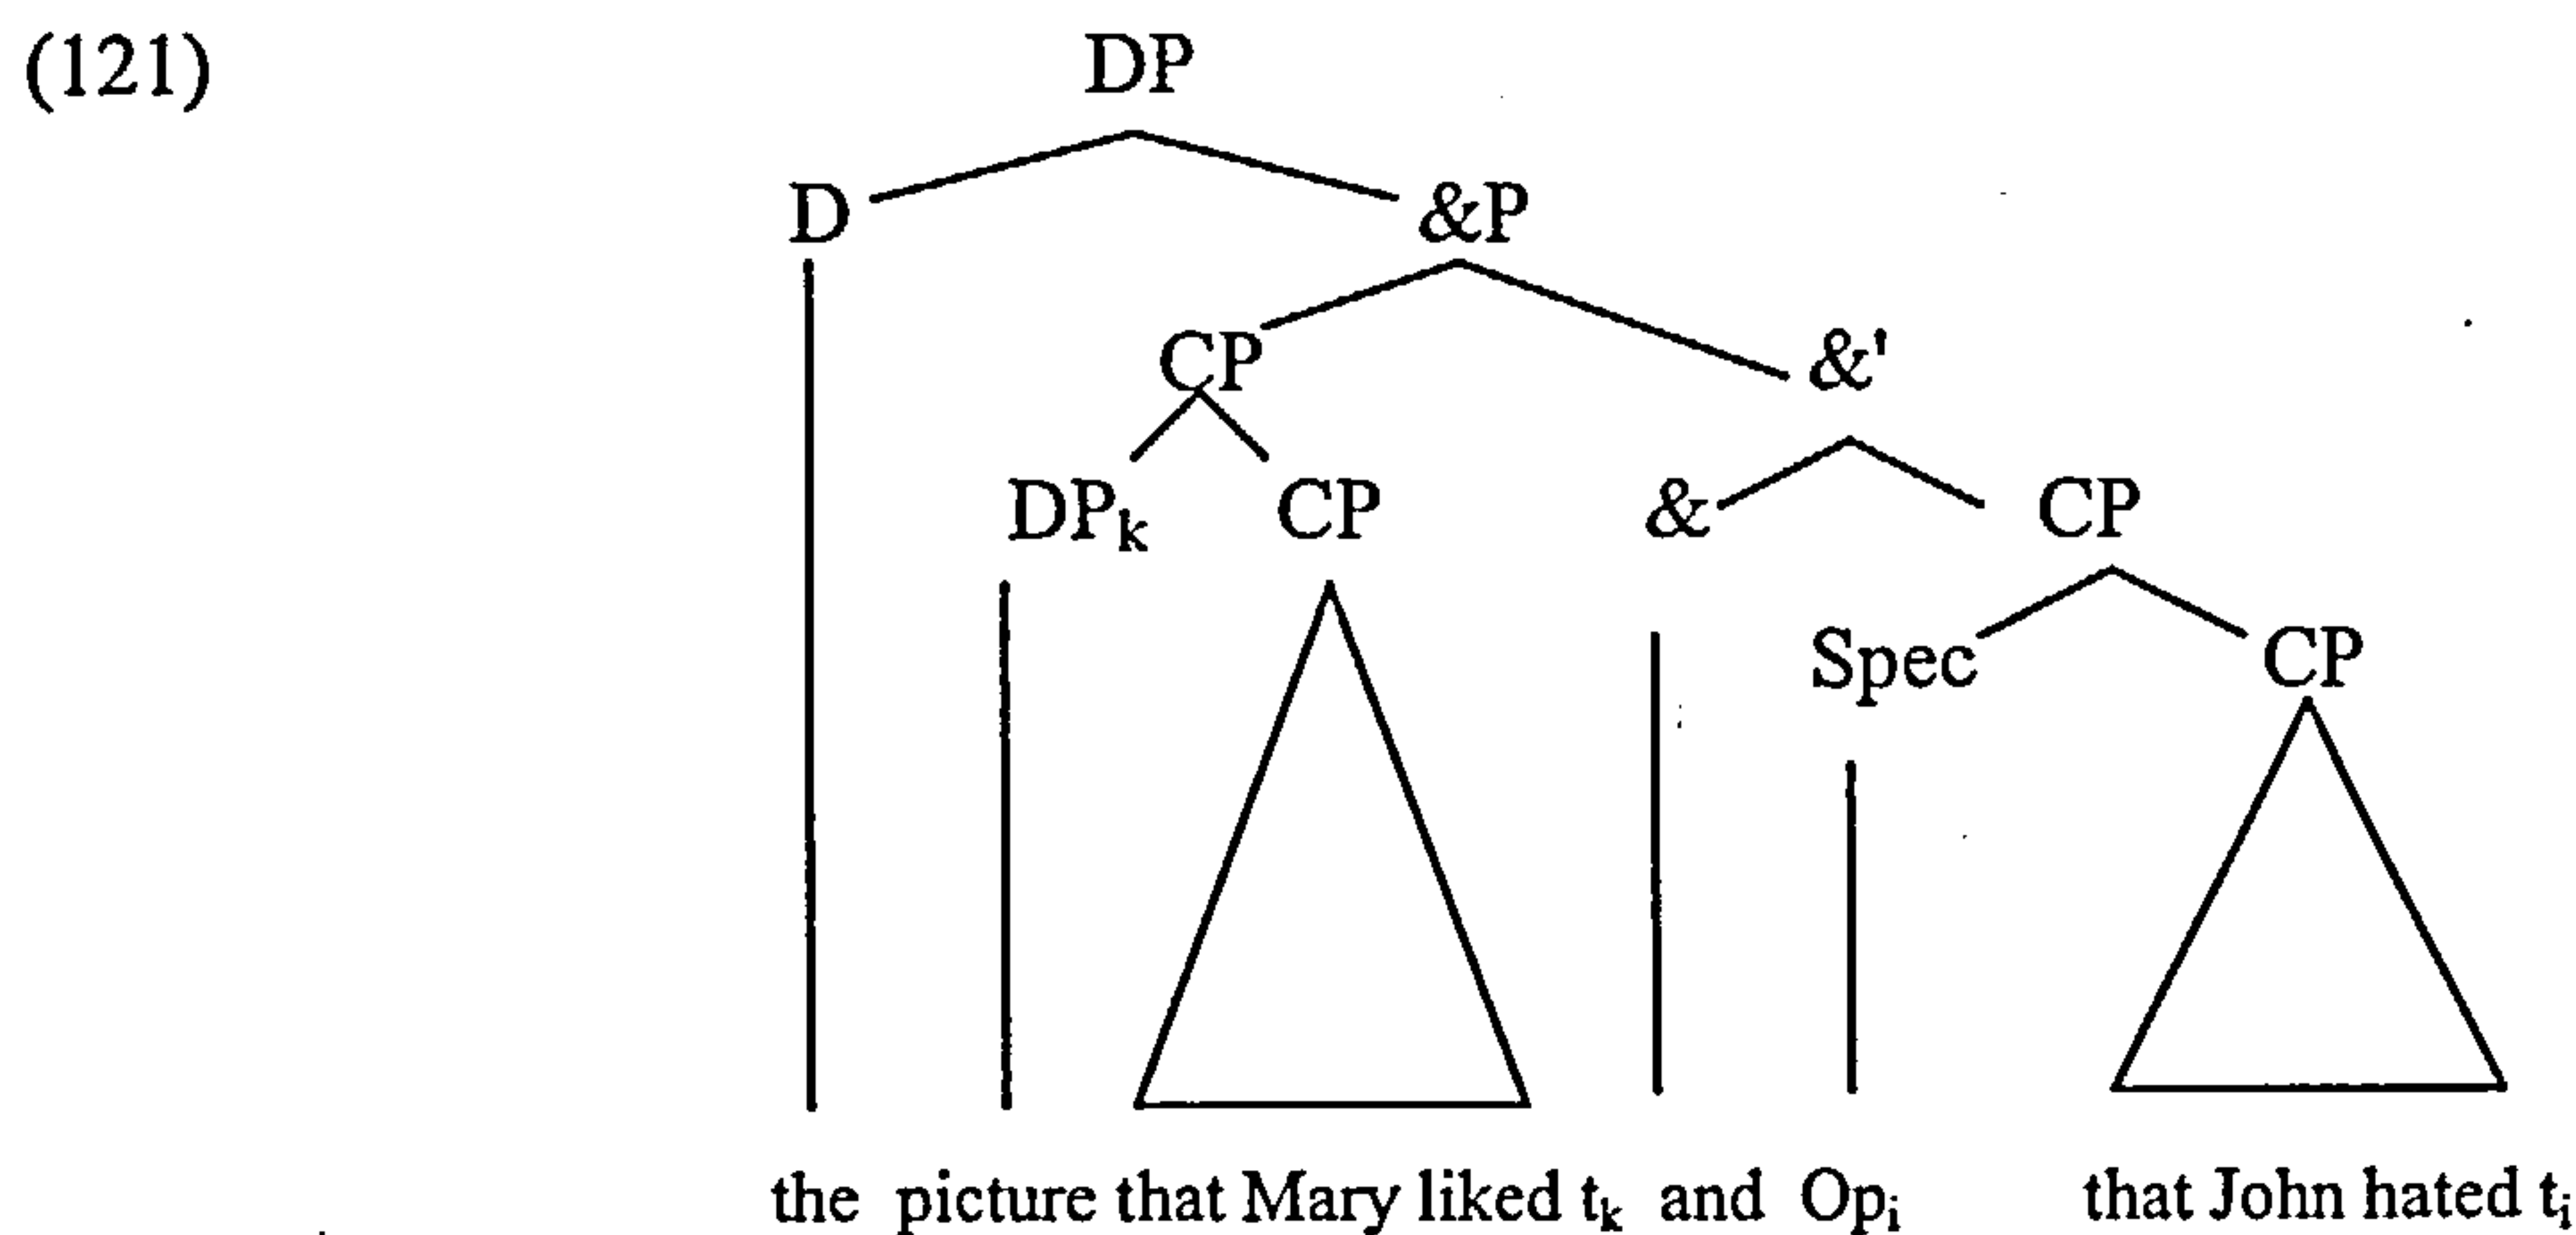 (121) DP
D &P
CP &'
DPk CP & CP
Spec CP
the picture that Mary liked tk and Opi that John hated ti